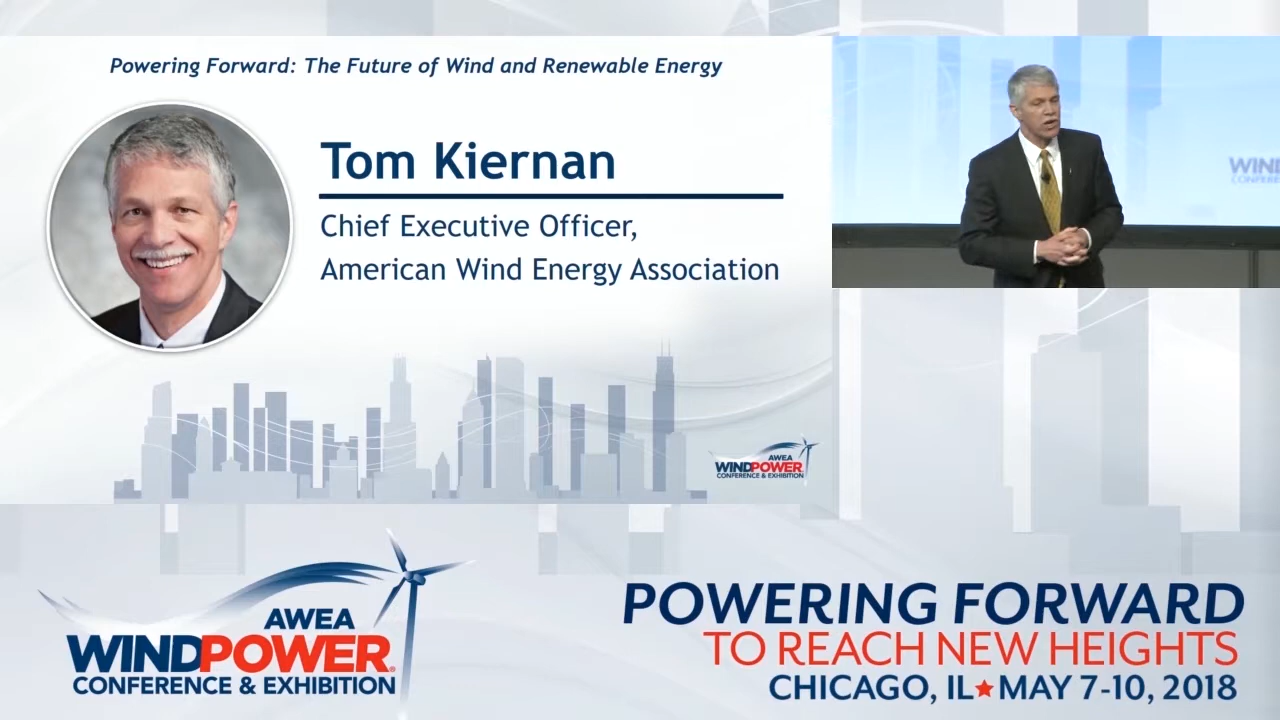 Powering Forward: The Future of Wind and Renewable Energy
Tom Kiernan
Chief Executive Officer,
American Wind Energy Association
AWEA
WINDPOWER
CONFERENCE & EXHIBITION
WIND
AWEA
WINDPOWER®
CONFERENCE & EXHIBITION
POWERING FORWARD
TO REACH NEW HEIGHTS
CHICAGO, IL★MAY 7-10, 2018